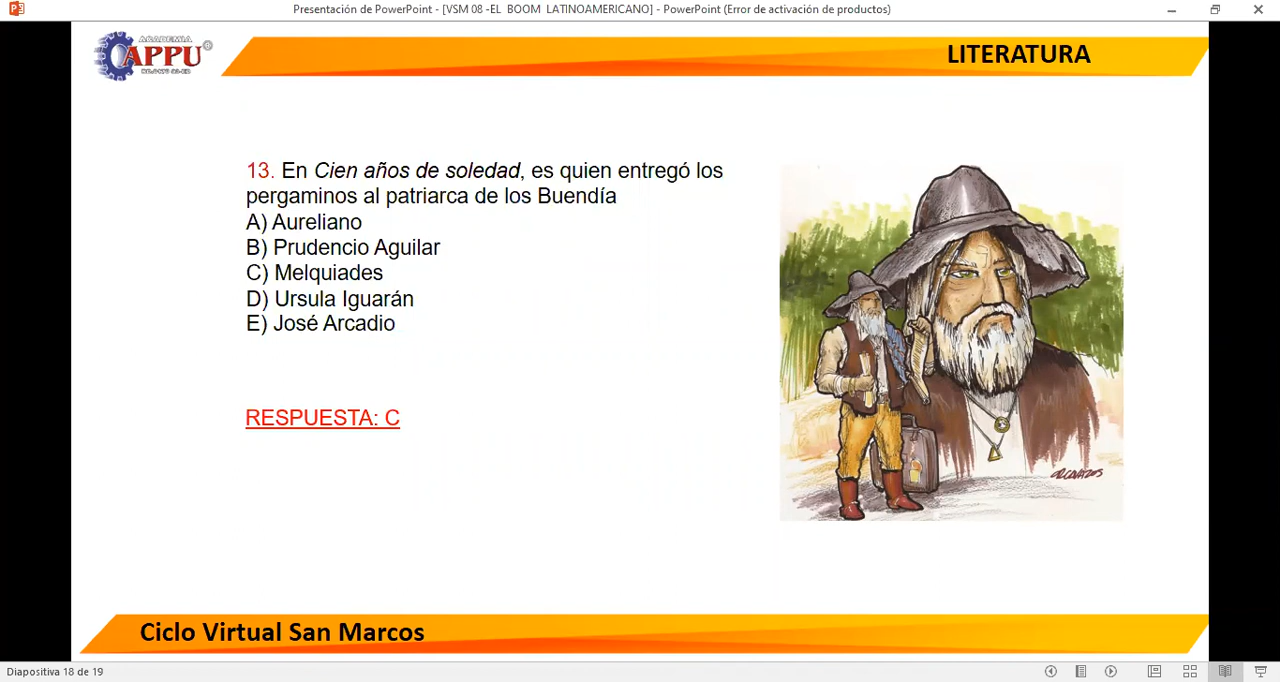 Presentación de PowerPoint - [VSM 08 -EL BOOM LATINOAMERICANO] - PowerPoint (Error de activación de productos)
ACADEMIA
APPU
LITERATURA
13. En Cien años de soledad, es quien entregó los
pergaminos al patriarca de los Buendía
A) Aureliano
B) Prudencio Aguilar
C) Melquiades
D) Ursula Iguarán
E) José Arcadio
RESPUESTA: C
Ciclo Virtual San Marcos
Diapositiva 18 de 19